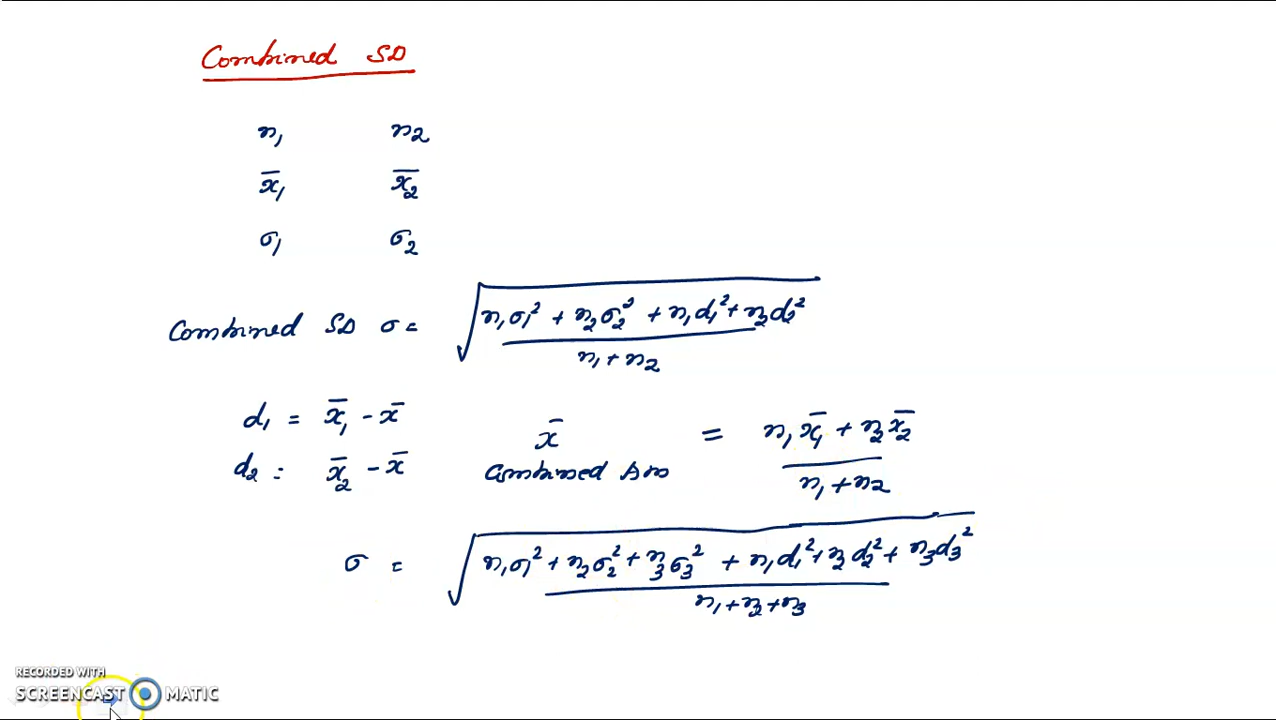 Combined SD
n₁ n₂
x̄₁ x̄₂
σ₁ σ₂
Combined SD σ = √((n₁σ₁² + n₂σ₂² + n₁d₁² + n₂d₂²) / (n₁ + n₂))
d₁ = x̄₁ - x̄
d₂ = x̄₂ - x̄
x̄ = (n₁x̄₁ + n₂x̄₂) / (n₁ + n₂)
Combined Am
σ = √((n₁σ₁² + n₂σ₂² + n₃σ₃² + n₁d₁² + n₂d₂² + n₃d₃²) / (n₁ + n₂ + n₃))
RECORDED WITH
SCREENCAST MATIC